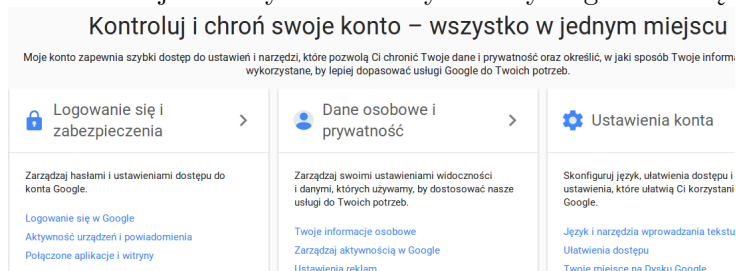 Kontroluj i chroń swoje konto – wszystko w jednym miejscu
Moje konto zapewnia szybki dostęp do ustawień i narzędzi, które pozwolą Ci chronić Twoje dane i prywatność oraz określić, w jaki sposób Twoje
wykorzystane, by lepiej dopasować usługi Google do Twoich potrzeb.
Logowanie się i
zabezpieczenia
Zarządzaj hasłami i ustawieniami dostępu do
konta Google.
Logowanie się w Google
Aktywność urządzeń i powiadomienia
Połączone aplikacje i witryny
Dane osobowe i
prywatność
Zarządzaj swoimi ustawieniami widoczności
i danymi, których używamy, by dostosować nasze
usługi do Twoich potrzeb.
Twoje informacje osobowe
Zarządzaj aktywnością w Google
Ustawienia reklam
Ustawienia konta
Skonfiguruj język, ułatwienia dostępu i
ustawienia, które ułatwią Ci korzystanie
Google.
Język i narzędzia wprowadzania tekstu
Ułatwienia dostępu
Twoje miejsce na Dysku Google